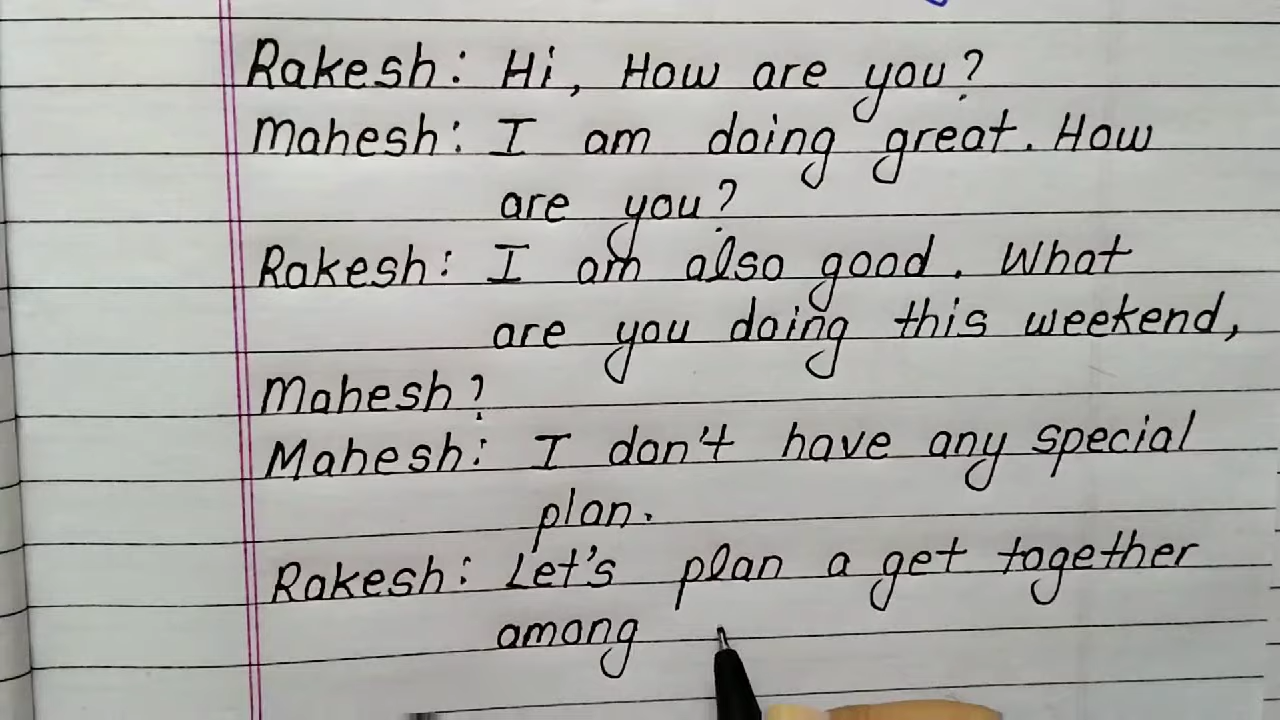 Rakesh: Hi, How are you?
Mahesh: I am doing great. How
are you?
Rakesh: I am also good. What
are you doing this weekend,
Mahesh?
Mahesh: I don't have any special
plan.
Rakesh: Let's plan a get together
among